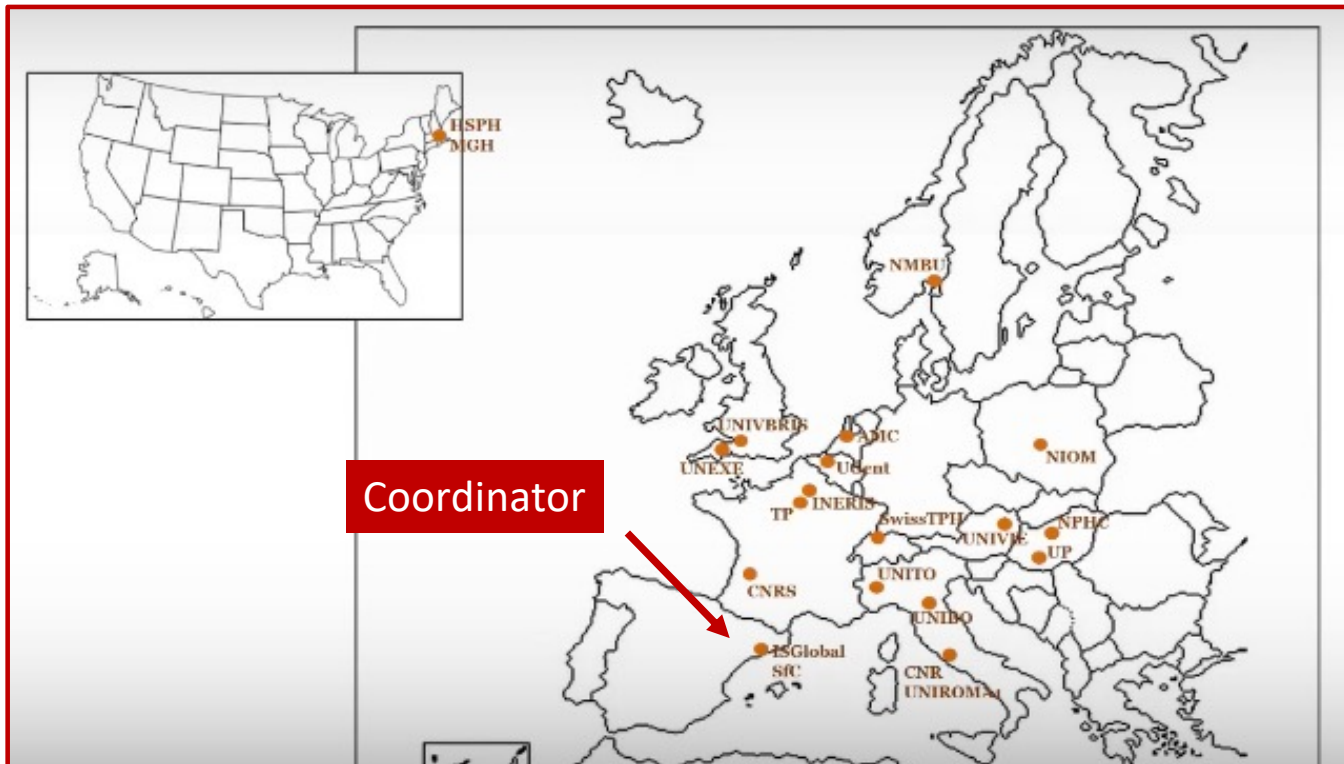 HSPH
MGH
NMBU
UNIVBRIS
AMC
UNEXE
UGent
NIOM
INERIS
TP
SwissTPH
NPHC
UNIVIE
UP
Coordinator
UNITO
CNRS
UNIBO
ISGlobal
SfC
CNR
UNIROMA1